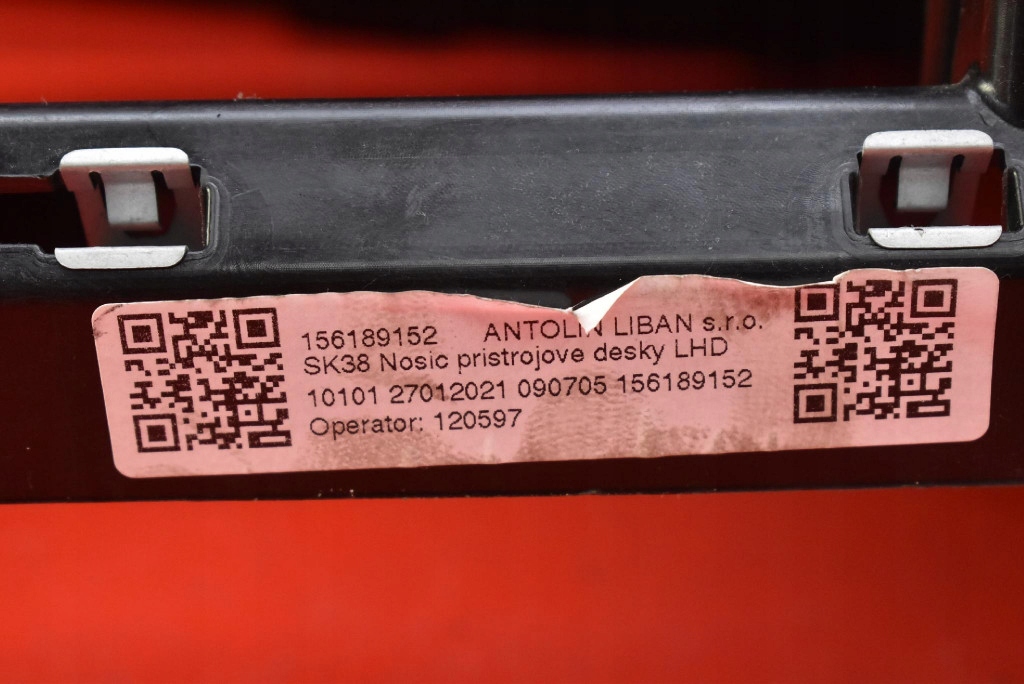 156189152 ANTOLIN LIBAN s.r.o.
SK38 Nosic pristrojove desky LHD
10101 27012021 090705 156189152
Operator: 120597